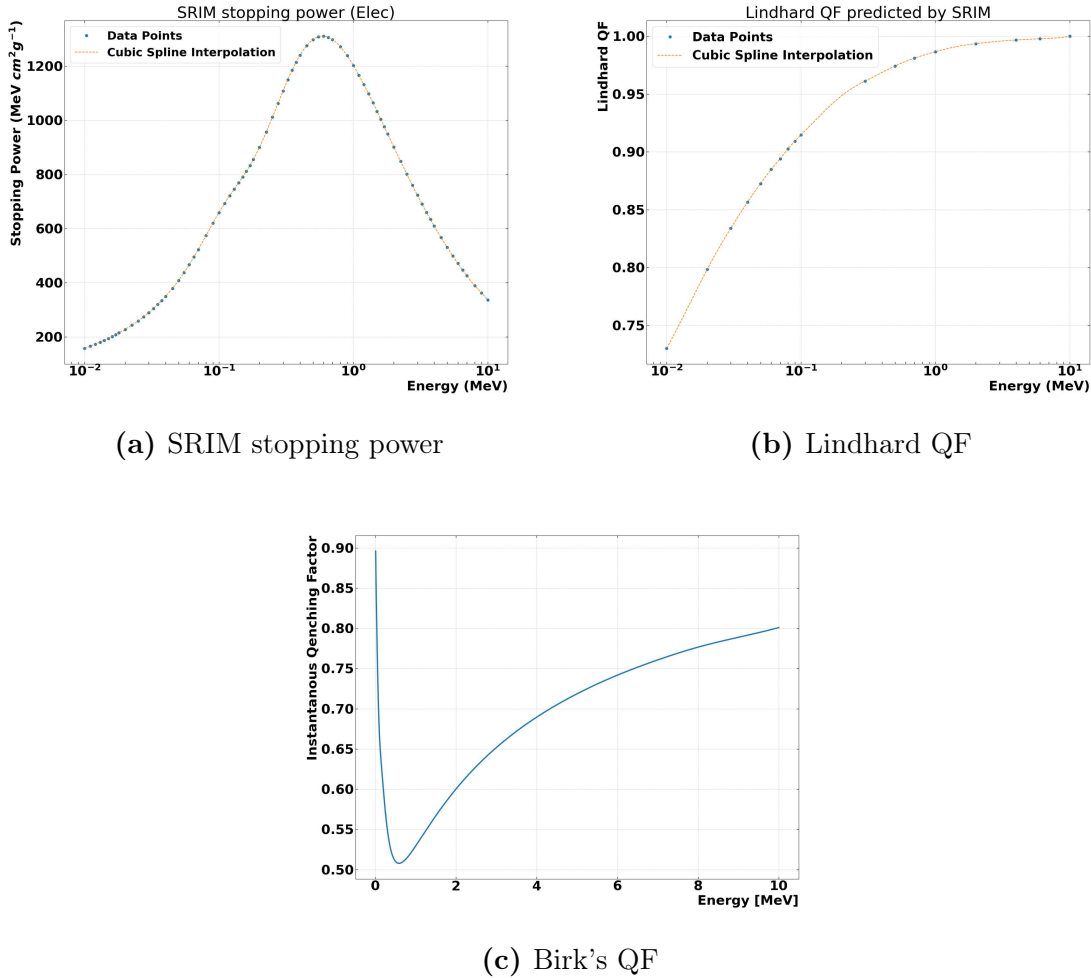 SRIM stopping power (Elec)
Stopping Power (MeV cm²g⁻¹)
Data Points
Cubic Spline Interpolation
1200
1000
800
600
400
200
10⁻²
10⁻¹
10⁰
10¹
Energy (MeV)
(a) SRIM stopping power
Lindhard QF predicted by SRIM
Lindhard QF
Data Points
Cubic Spline Interpolation
1.00
0.95
0.90
0.85
0.80
0.75
10⁻²
10⁻¹
10⁰
10¹
Energy (MeV)
(b) Lindhard QF
Instantanous Qenching Factor
0.90
0.85
0.80
0.75
0.70
0.65
0.60
0.55
0.50
0
2
4
6
8
10
Energy [MeV]
(c) Birk's QF